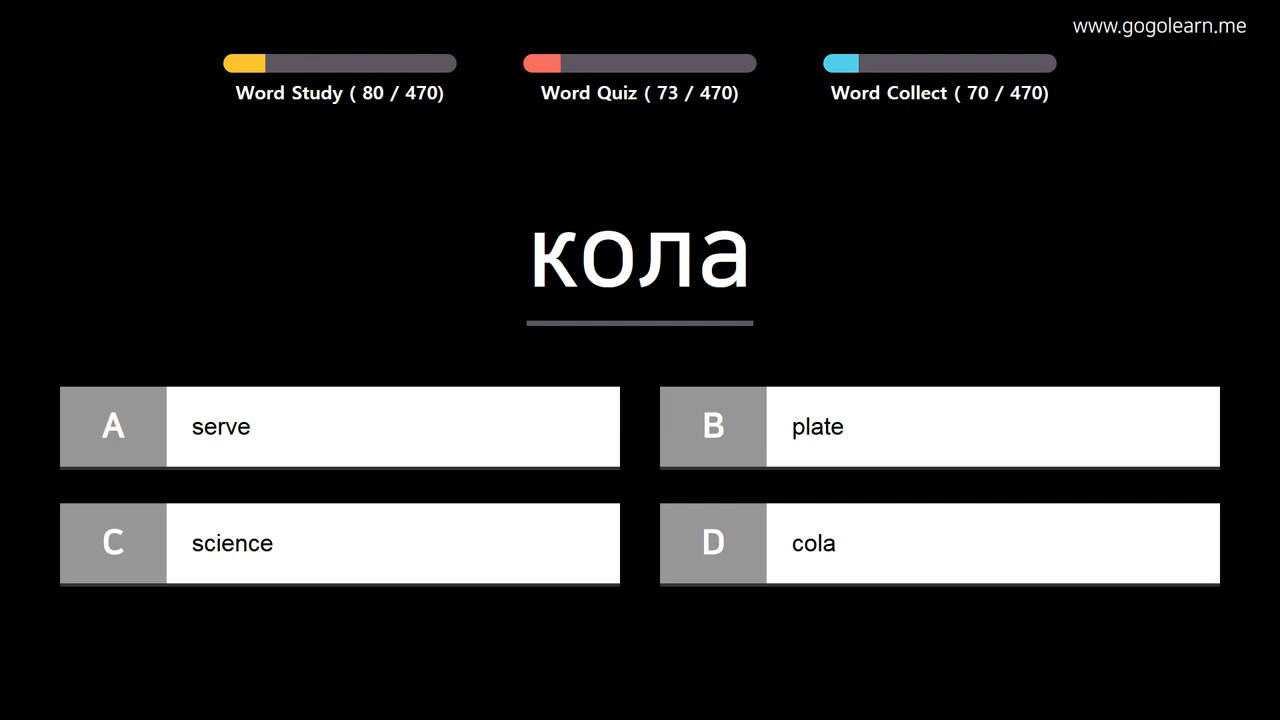 www.gogolearn.me
Word Study ( 80 / 470)
Word Quiz ( 73 / 470)
Word Collect ( 70 / 470)
кола
A serve
B plate
C science
D cola